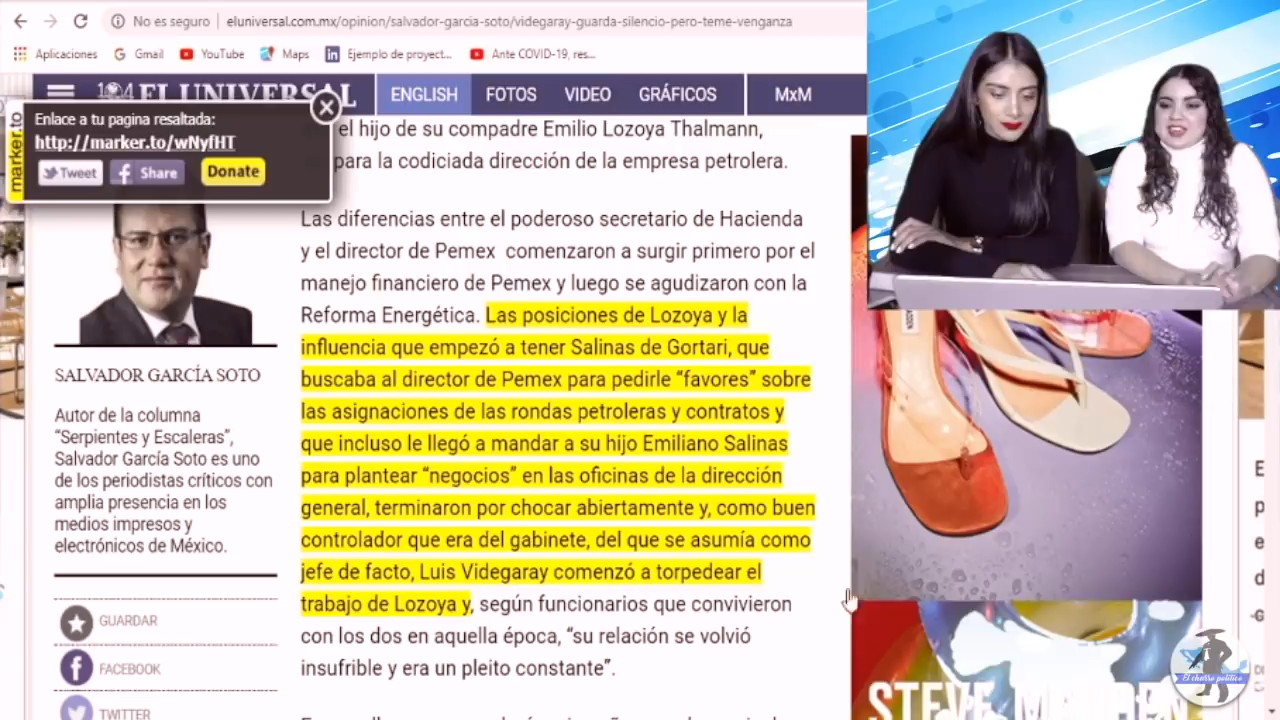 No es seguro
eluniversal.com.mx/opinion/salvador-garcia-soto/videgaray-guarda-silencio-pero-teme-venganza
Aplicaciones
Gmail
YouTube
Maps
Ejemplo de proyect...
Ante COVID-19, res...
EL UNIVERSAL
ENGLISH
FOTOS
VIDEO
GRÁFICOS
MxM
marker.to
Enlace a tu pagina resaltada:
http://marker.to/wNyfHT
Tweet
Share
Donate
el hijo de su compadre Emilio Lozoya Thalmann,
para la codiciada dirección de la empresa petrolera.
Las diferencias entre el poderoso secretario de Hacienda
y el director de Pemex comenzaron a surgir primero por el
manejo financiero de Pemex y luego se agudizaron con la
Reforma Energética. Las posiciones de Lozoya y la
influencia que empezó a tener Salinas de Gortari, que
buscaba al director de Pemex para pedirle “favores” sobre
las asignaciones de las rondas petroleras y contratos y
que incluso le llegó a mandar a su hijo Emiliano Salinas
para plantear “negocios” en las oficinas de la dirección
general, terminaron por chocar abiertamente y, como buen
controlador que era del gabinete, del que se asumía como
jefe de facto, Luis Videgaray comenzó a torpedear el
trabajo de Lozoya y, según funcionarios que convivieron
con los dos en aquella época, “su relación se volvió
insufrible y era un pleito constante”.
SALVADOR GARCÍA SOTO
Autor de la columna
“Serpientes y Escaleras”,
Salvador García Soto es uno
de los periodistas críticos con
amplia presencia en los
medios impresos y
electrónicos de México.
GUARDAR
FACEBOOK
TWITTER
STEVE
El churro político